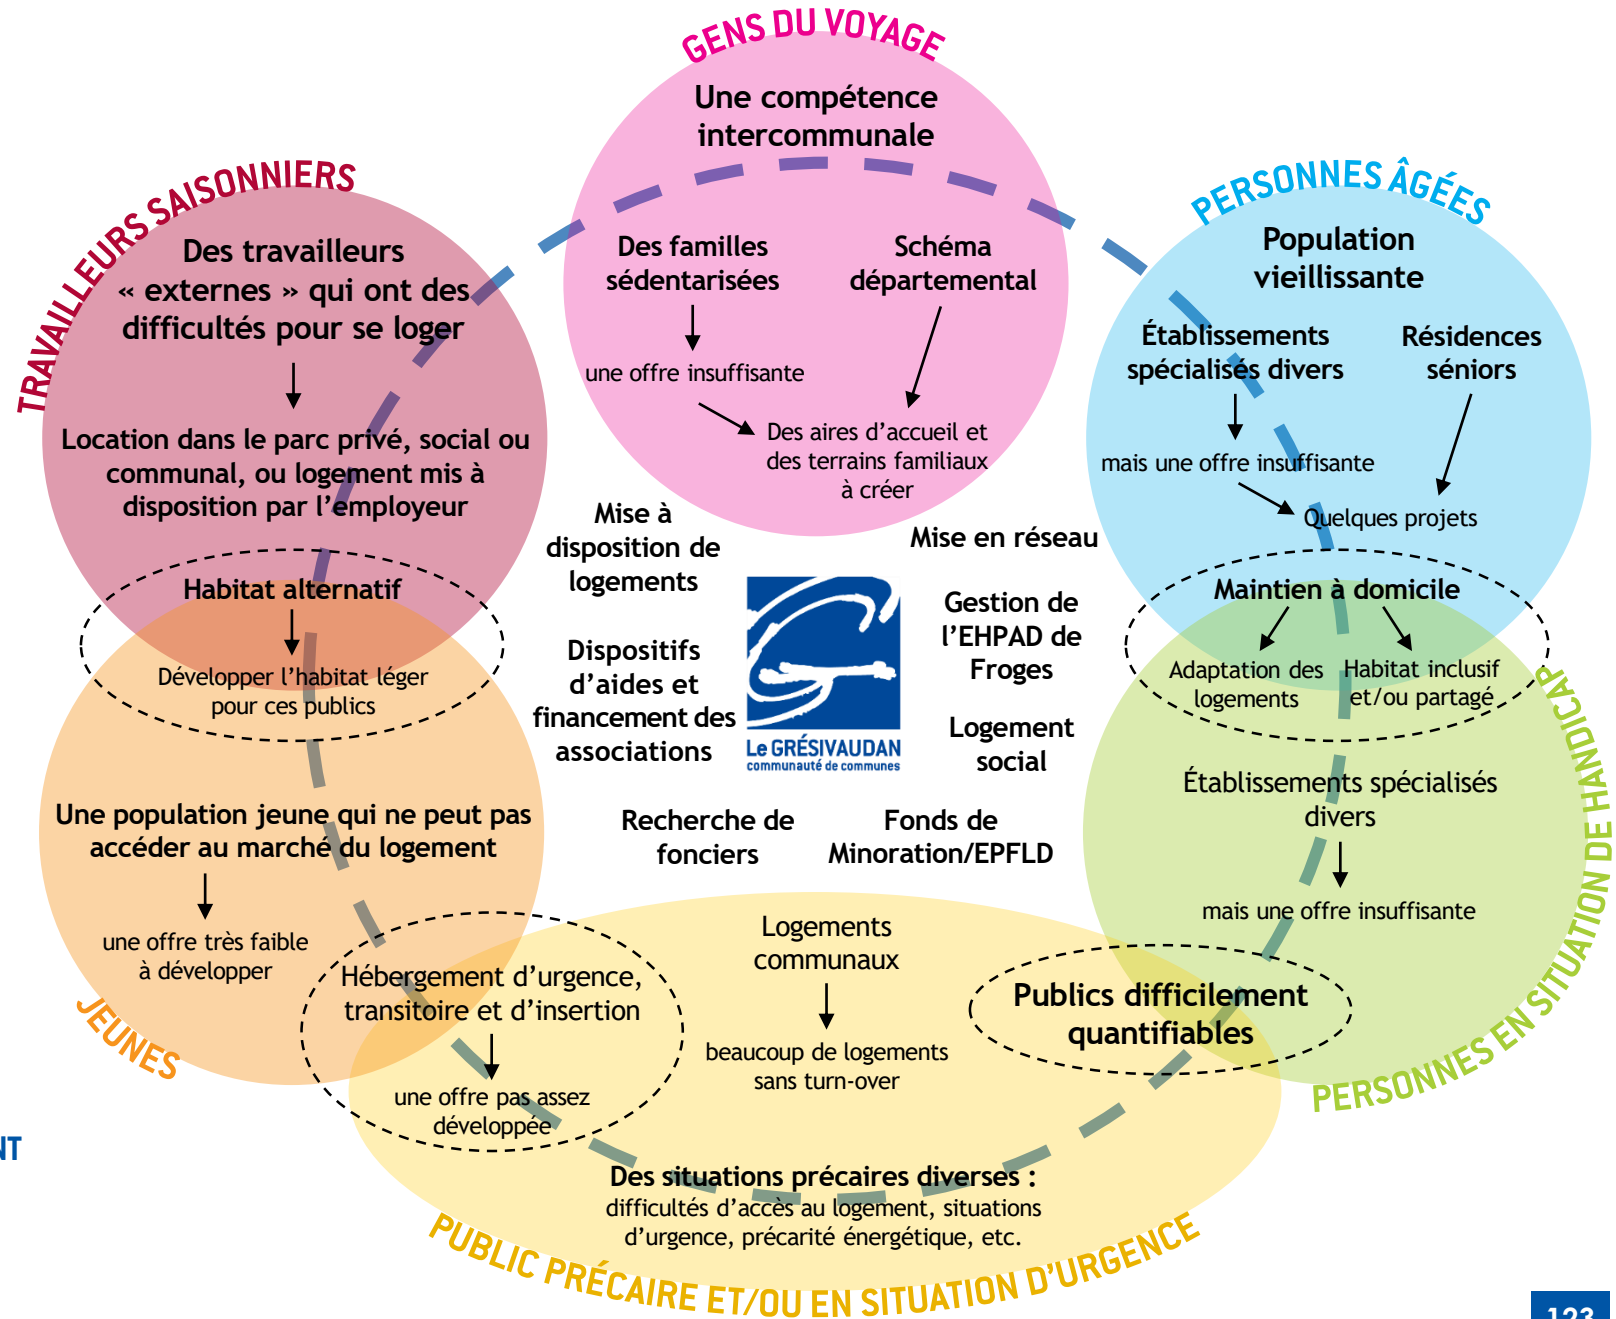 GENS DU VOYAGE
Une compétence
intercommunale
Des familles
sédentarisées
une offre insuffisante
Schéma
départemental
Des aires d’accueil et
des terrains familiaux
à créer
TRAVAILLEURS SAISONNIERS
Des travailleurs
« externes » qui ont des
difficultés pour se loger
Location dans le parc privé, social ou
communal, ou logement mis à
disposition par l’employeur
Habitat alternatif
Développer l’habitat léger
pour ces publics
PERSONNES ÂGÉES
Population
vieillissante
Établissements
spécialisés divers
mais une offre insuffisante
Résidences
séniors
Quelques projets
Maintien à domicile
Adaptation des
logements
Habitat inclusif
et/ou partagé
Mise à
disposition de
logements
Mise en réseau
Dispositifs
d’aides et
financement des
associations
Le GRÉSIVAUDAN
communauté de communes
Gestion de
l’EHPAD de
Froges
Logement
social
Recherche de
fonciers
Fonds de
Minoration/EPFLD
Une population jeune qui ne peut pas
accéder au marché du logement
une offre très faible
à développer
JEUNES
Hébergement d’urgence,
transitoire et d’insertion
une offre pas assez
développée
Logements
communaux
beaucoup de logements
sans turn-over
Publics difficilement
quantifiables
Établissements spécialisés
divers
mais une offre insuffisante
PERSONNES EN SITUATION DE HANDICAP
Des situations précaires diverses :
difficultés d’accès au logement, situations
d’urgence, précarité énergétique, etc.
PUBLIC PRÉCAIRE ET/OU EN SITUATION D’URGENCE
NT
123